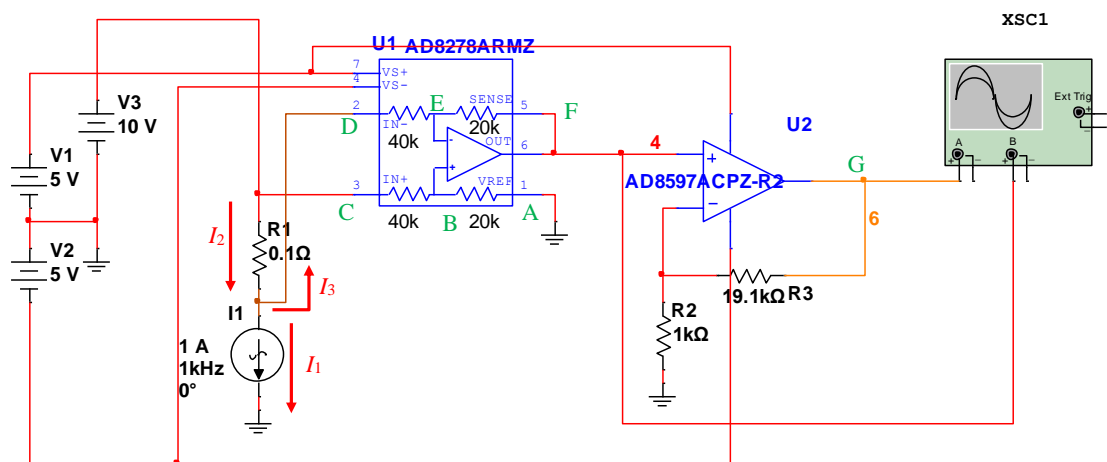 XSC1
U1 AD8278ARMZ
7 VS+
4 VS-
V3
10 V
2 IN-
E
SENSE 5
F
Ext Trig
D
40k
20k
U2
A
B
V1
5 V
OUT 6
4
AD8597ACPZ-R2
G
3 IN+
VREF 1
40k
20k
C
B
A
6
V2
5 V
I2
R1
0.1Ω
I3
19.1kΩ R3
I1
R2
1kΩ
1 A
1kHz
0°
I1